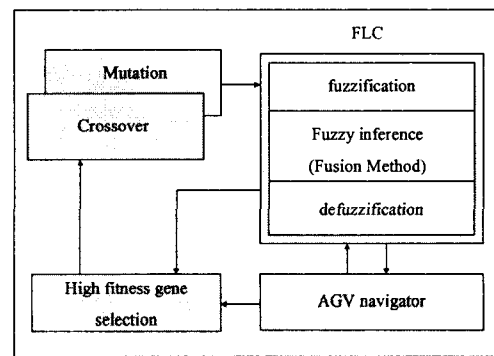 FLC
Mutation
Crossover
fuzzification
Fuzzy inference
(Fusion Method)
defuzzification
High fitness gene
selection
AGV navigator